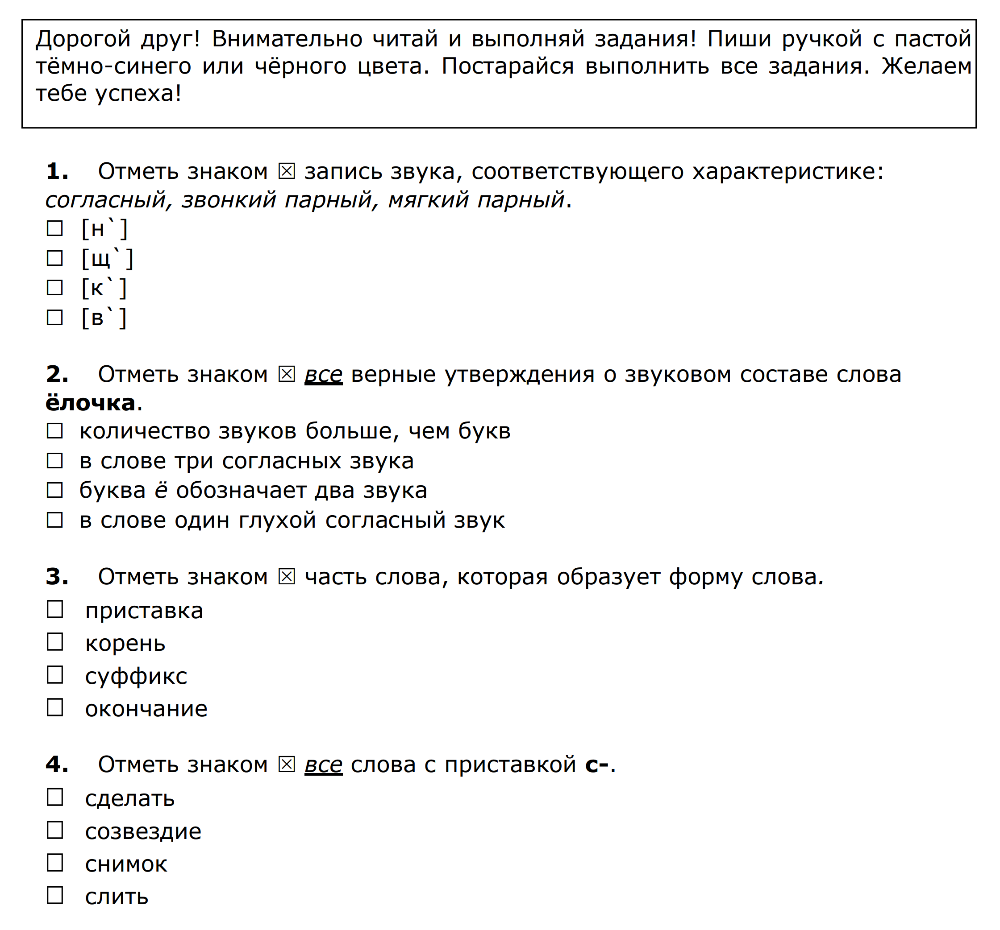 Дорогой друг! Внимательно читай и выполняй задания! Пиши ручкой с пастой
тёмно-синего или чёрного цвета. Постарайся выполнить все задания. Желаем
тебе успеха!
1. Отметь знаком ☒ запись звука, соответствующего характеристике:
согласный, звонкий парный, мягкий парный.
☐ [н`]
☐ [щ`]
☐ [к`]
☐ [в`]
2. Отметь знаком ☒ все верные утверждения о звуковом составе слова
ёлочка.
☐ количество звуков больше, чем букв
☐ в слове три согласных звука
☐ буква ё обозначает два звука
☐ в слове один глухой согласный звук
3. Отметь знаком ☒ часть слова, которая образует форму слова.
☐ приставка
☐ корень
☐ суффикс
☐ окончание
4. Отметь знаком ☒ все слова с приставкой с-.
☐ сделать
☐ созвездие
☐ снимок
☐ слить